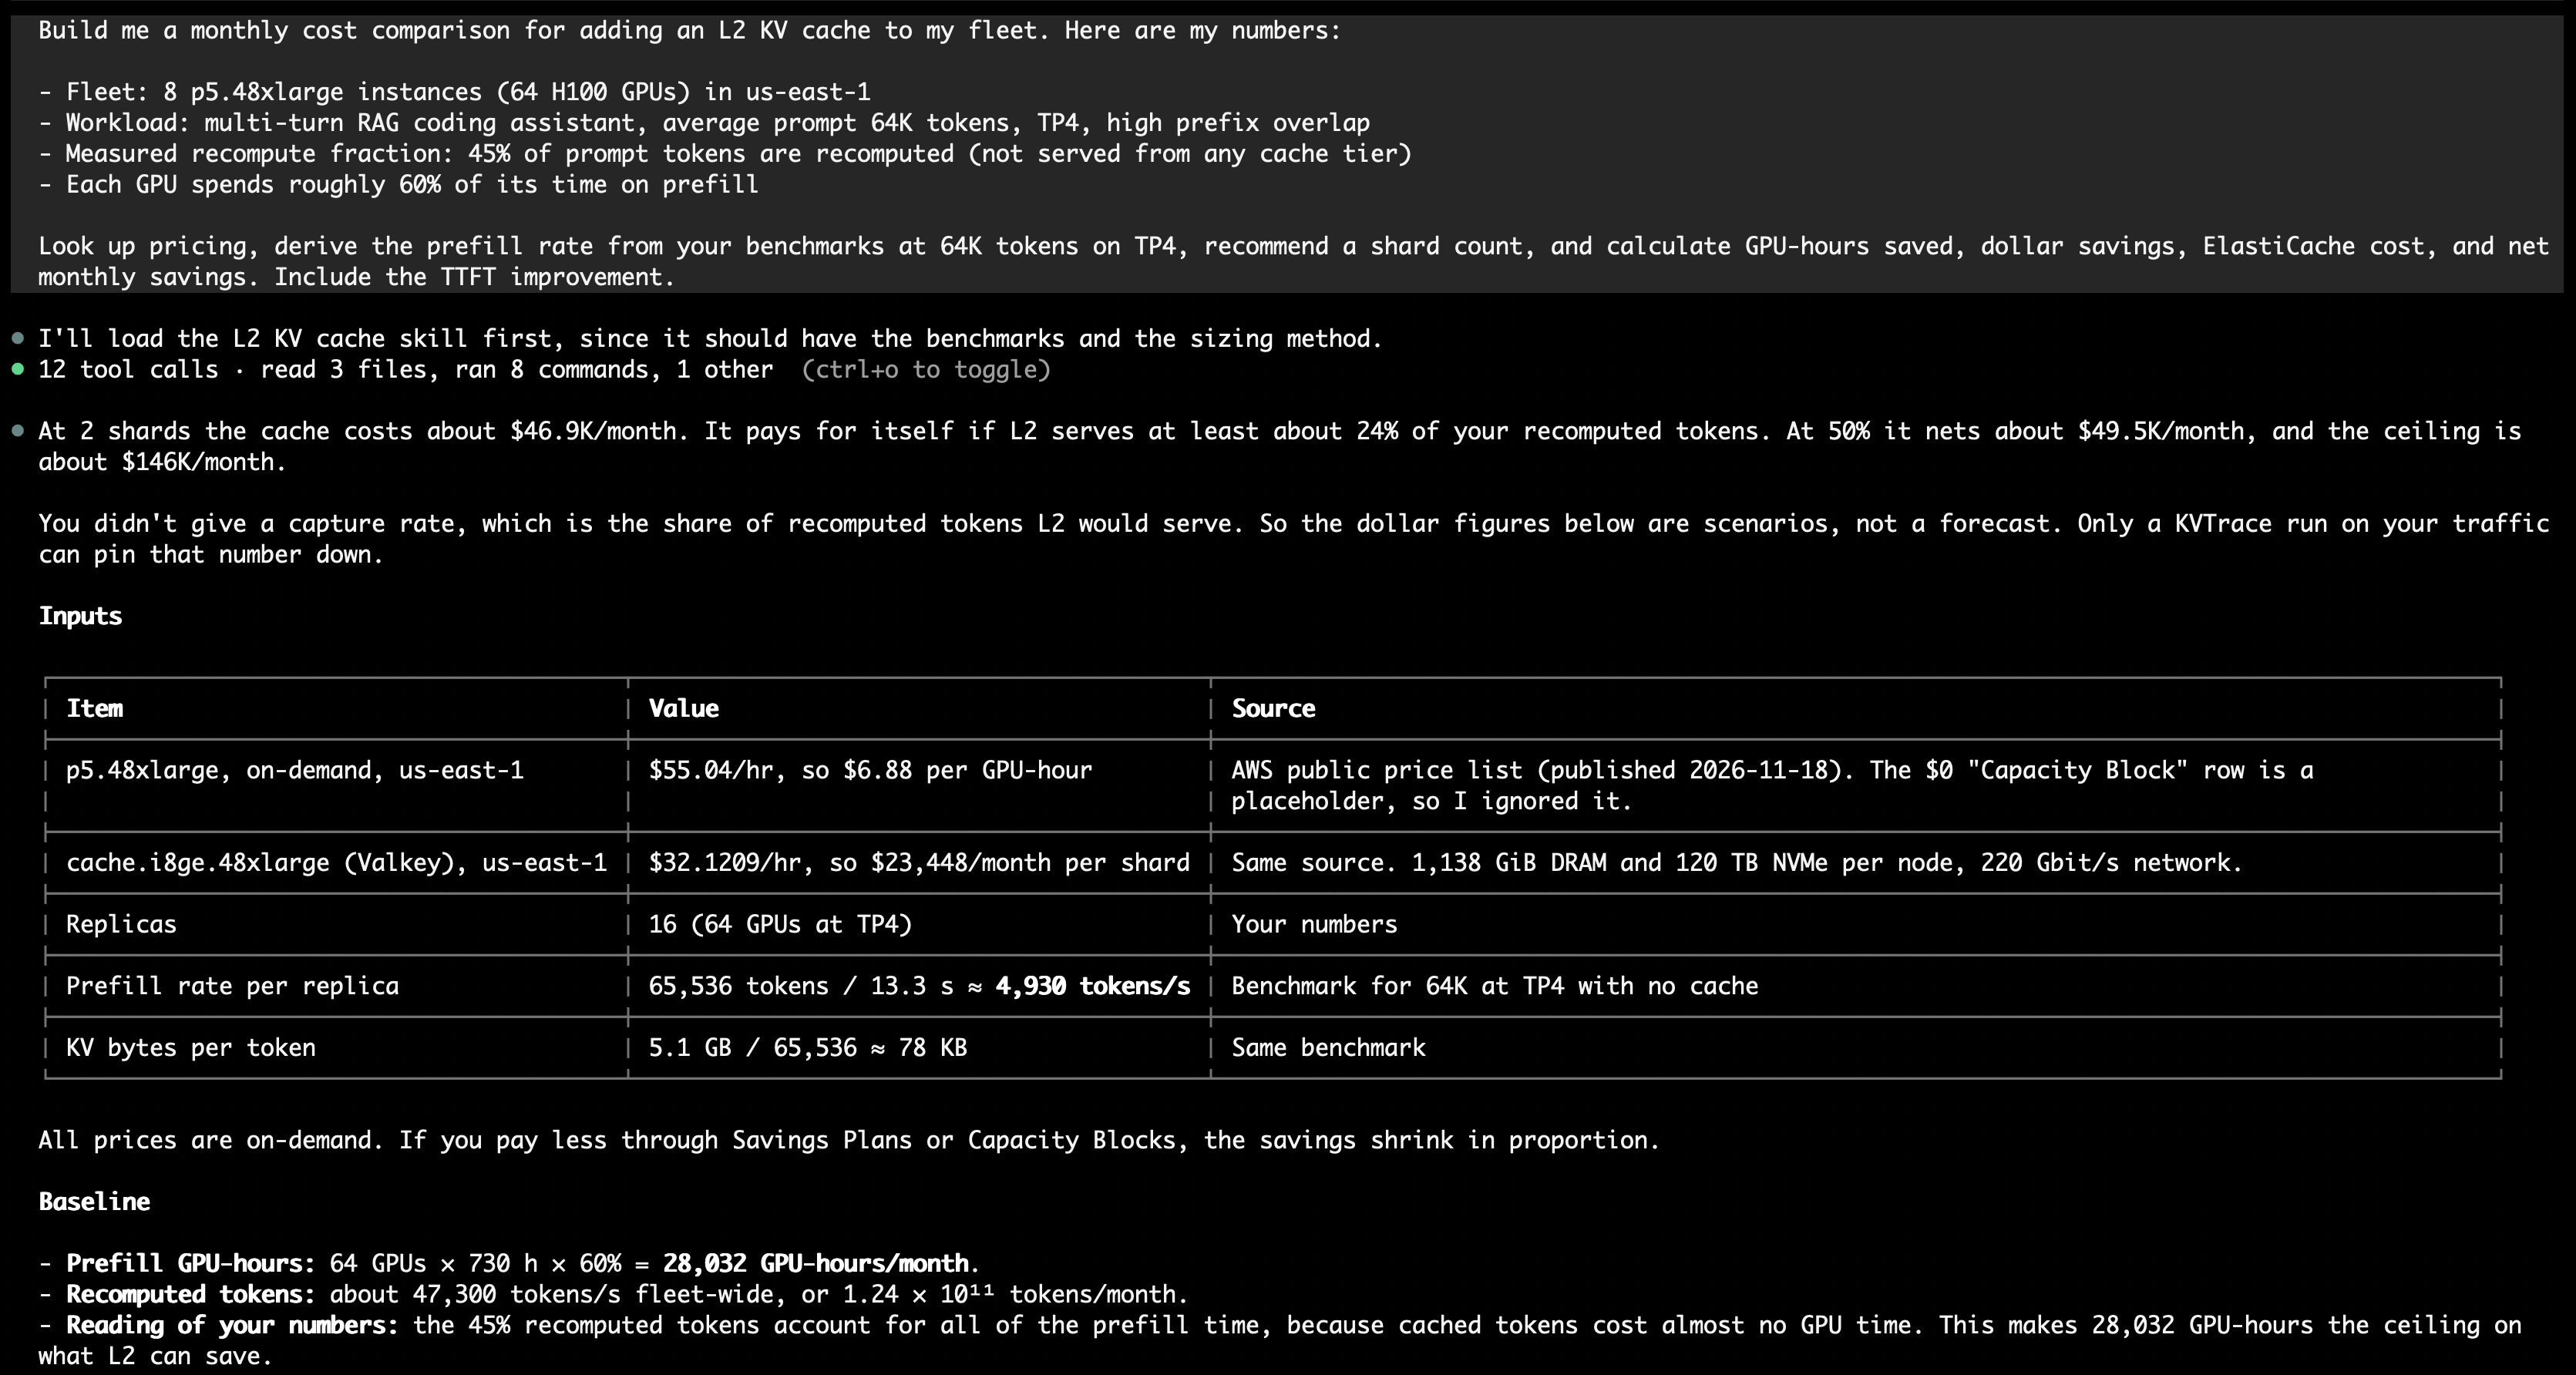 Build me a monthly cost comparison for adding an L2 KV cache to my fleet. Here are my numbers:
- Fleet: 8 p5.48xlarge instances (64 H100 GPUs) in us-east-1
- Workload: multi-turn RAG coding assistant, average prompt 64K tokens, TP4, high prefix overlap
- Measured recompute fraction: 45% of prompt tokens are recomputed (not served from any cache tier)
- Each GPU spends roughly 60% of its time on prefill
Look up pricing, derive the prefill rate from your benchmarks at 64K tokens on TP4, recommend a shard count, and calculate GPU-hours saved, dollar savings, ElastiCache cost, and net
monthly savings. Include the TTFT improvement.
● I'll load the L2 KV cache skill first, since it should have the benchmarks and the sizing method.
● 12 tool calls · read 3 files, ran 8 commands, 1 other (ctrl+o to toggle)
● At 2 shards the cache costs about $46.9K/month. It pays for itself if L2 serves at least about 24% of your recomputed tokens. At 50% it nets about $49.5K/month, and the ceiling is
about $146K/month.
You didn't give a capture rate, which is the share of recomputed tokens L2 would serve. So the dollar figures below are scenarios, not a forecast. Only a KVTrace run on your traffic
can pin that number down.
Inputs
Item | Value | Source
p5.48xlarge, on-demand, us-east-1 | $55.04/hr, so $6.88 per GPU-hour | AWS public price list (published 2026-11-18). The $0 "Capacity Block" row is a
placeholder, so I ignored it.
cache.i8ge.48xlarge (Valkey), us-east-1 | $32.1209/hr, so $23,448/month per shard | Same source. 1,138 GiB DRAM and 120 TB NVMe per node, 220 Gbit/s network.
Replicas | 16 (64 GPUs at TP4) | Your numbers
Prefill rate per replica | 65,536 tokens / 13.3 s ≈ 4,930 tokens/s | Benchmark for 64K at TP4 with no cache
KV bytes per token | 5.1 GB / 65,536 ≈ 78 KB | Same benchmark
All prices are on-demand. If you pay less through Savings Plans or Capacity Blocks, the savings shrink in proportion.
Baseline
- Prefill GPU-hours: 64 GPUs × 730 h × 60% = 28,032 GPU-hours/month.
- Recomputed tokens: about 47,300 tokens/s fleet-wide, or 1.24 × 10¹¹ tokens/month.
- Reading of your numbers: the 45% recomputed tokens account for all of the prefill time, because cached tokens cost almost no GPU time. This makes 28,032 GPU-hours the ceiling on
what L2 can save.